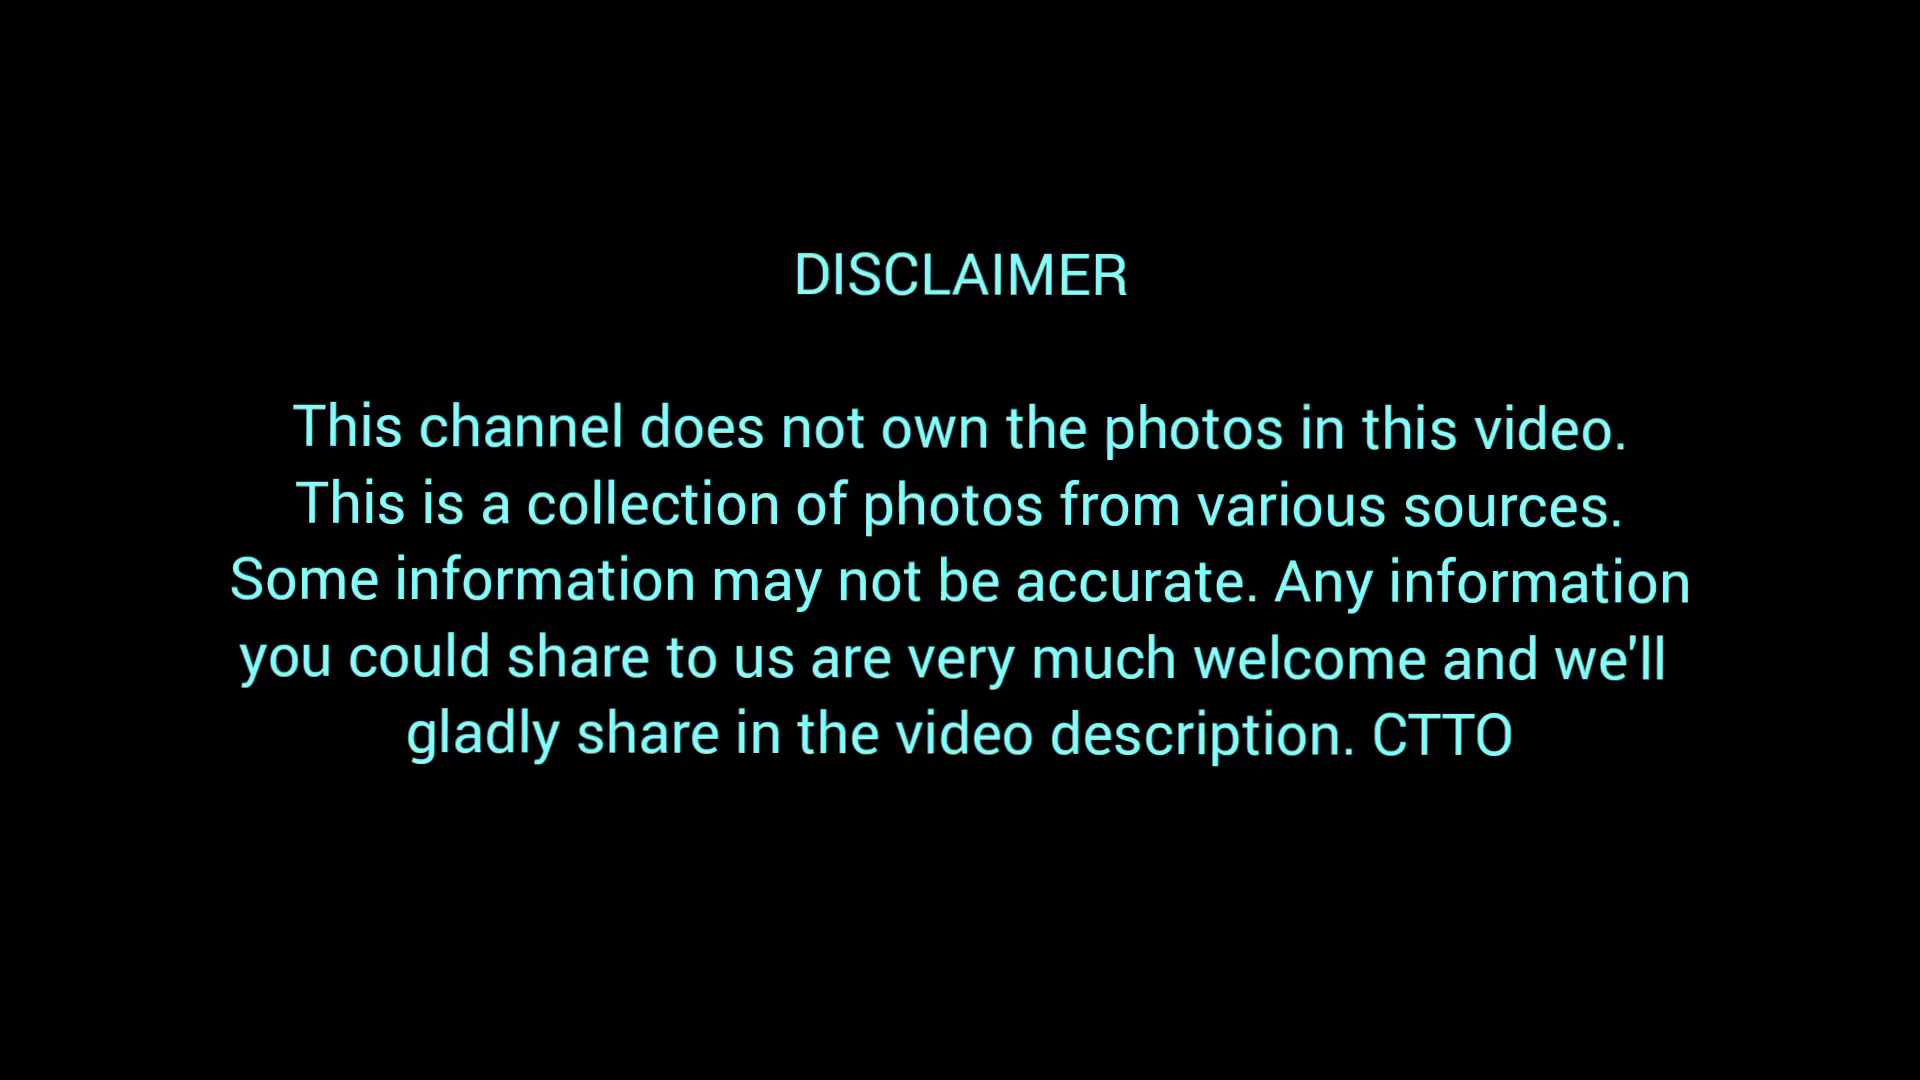 DISCLAIMER
This channel does not own the photos in this video.
This is a collection of photos from various sources.
Some information may not be accurate. Any information
you could share to us are very much welcome and we'll
gladly share in the video description. CTTO